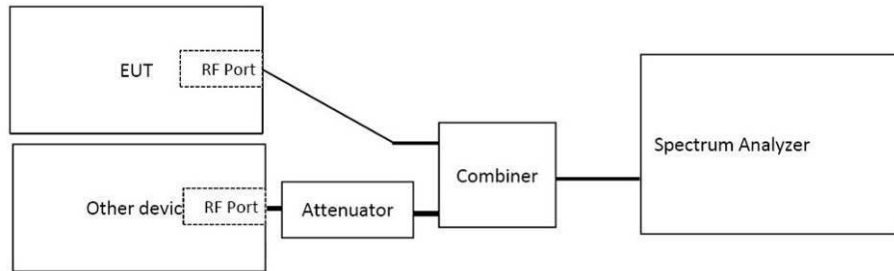 EUT
RF Port
Other devic
RF Port
Attenuator
Combiner
Spectrum Analyzer